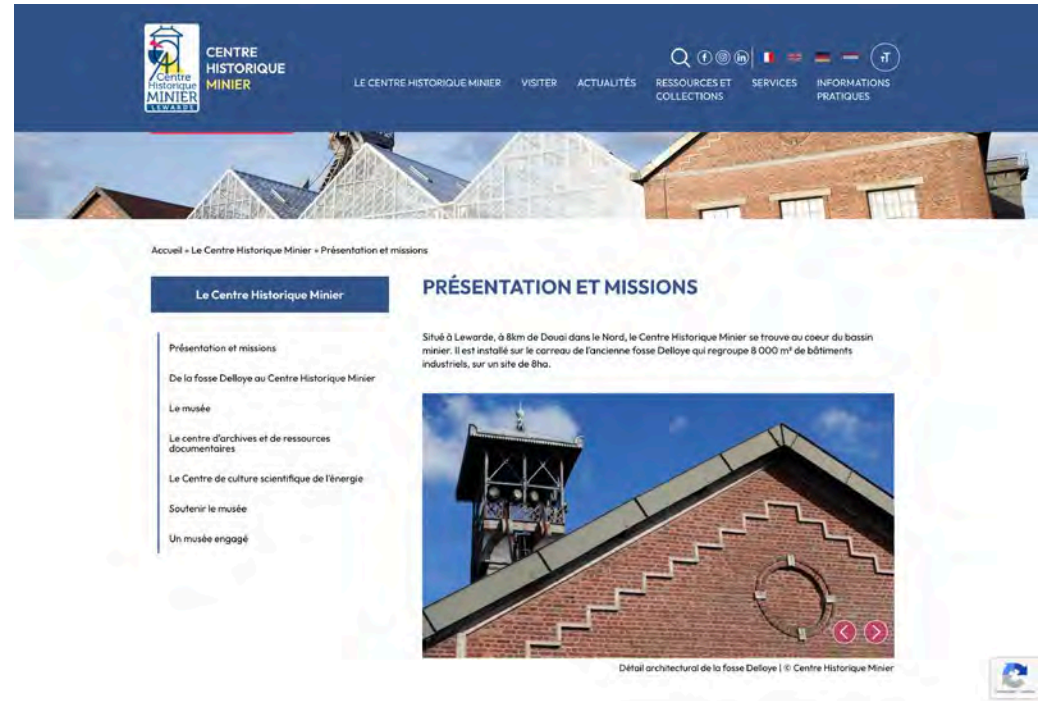 Centre
Historique
MINIER
LEWARDE
CENTRE
HISTORIQUE
MINIER
LE CENTRE HISTORIQUE MINIER
VISITER
ACTUALITÉS
RESSOURCES ET
COLLECTIONS
SERVICES
INFORMATIONS
PRATIQUES
Accueil » Le Centre Historique Minier » Présentation et missions
Le Centre Historique Minier
Présentation et missions
De la fosse Delloye au Centre Historique Minier
Le musée
Le centre d'archives et de ressources
documentaires
Le Centre de culture scientifique de l'énergie
Soutenir le musée
Un musée engagé
PRÉSENTATION ET MISSIONS
Situé à Lewarde, à 8km de Douai dans le Nord, le Centre Historique Minier se trouve au coeur du bassin
minier. Il est installé sur le carreau de l'ancienne fosse Delloye qui regroupe 8 000 m² de bâtiments
industriels, sur un site de 8ha.
Détail architectural de la fosse Delloye | © Centre Historique Minier